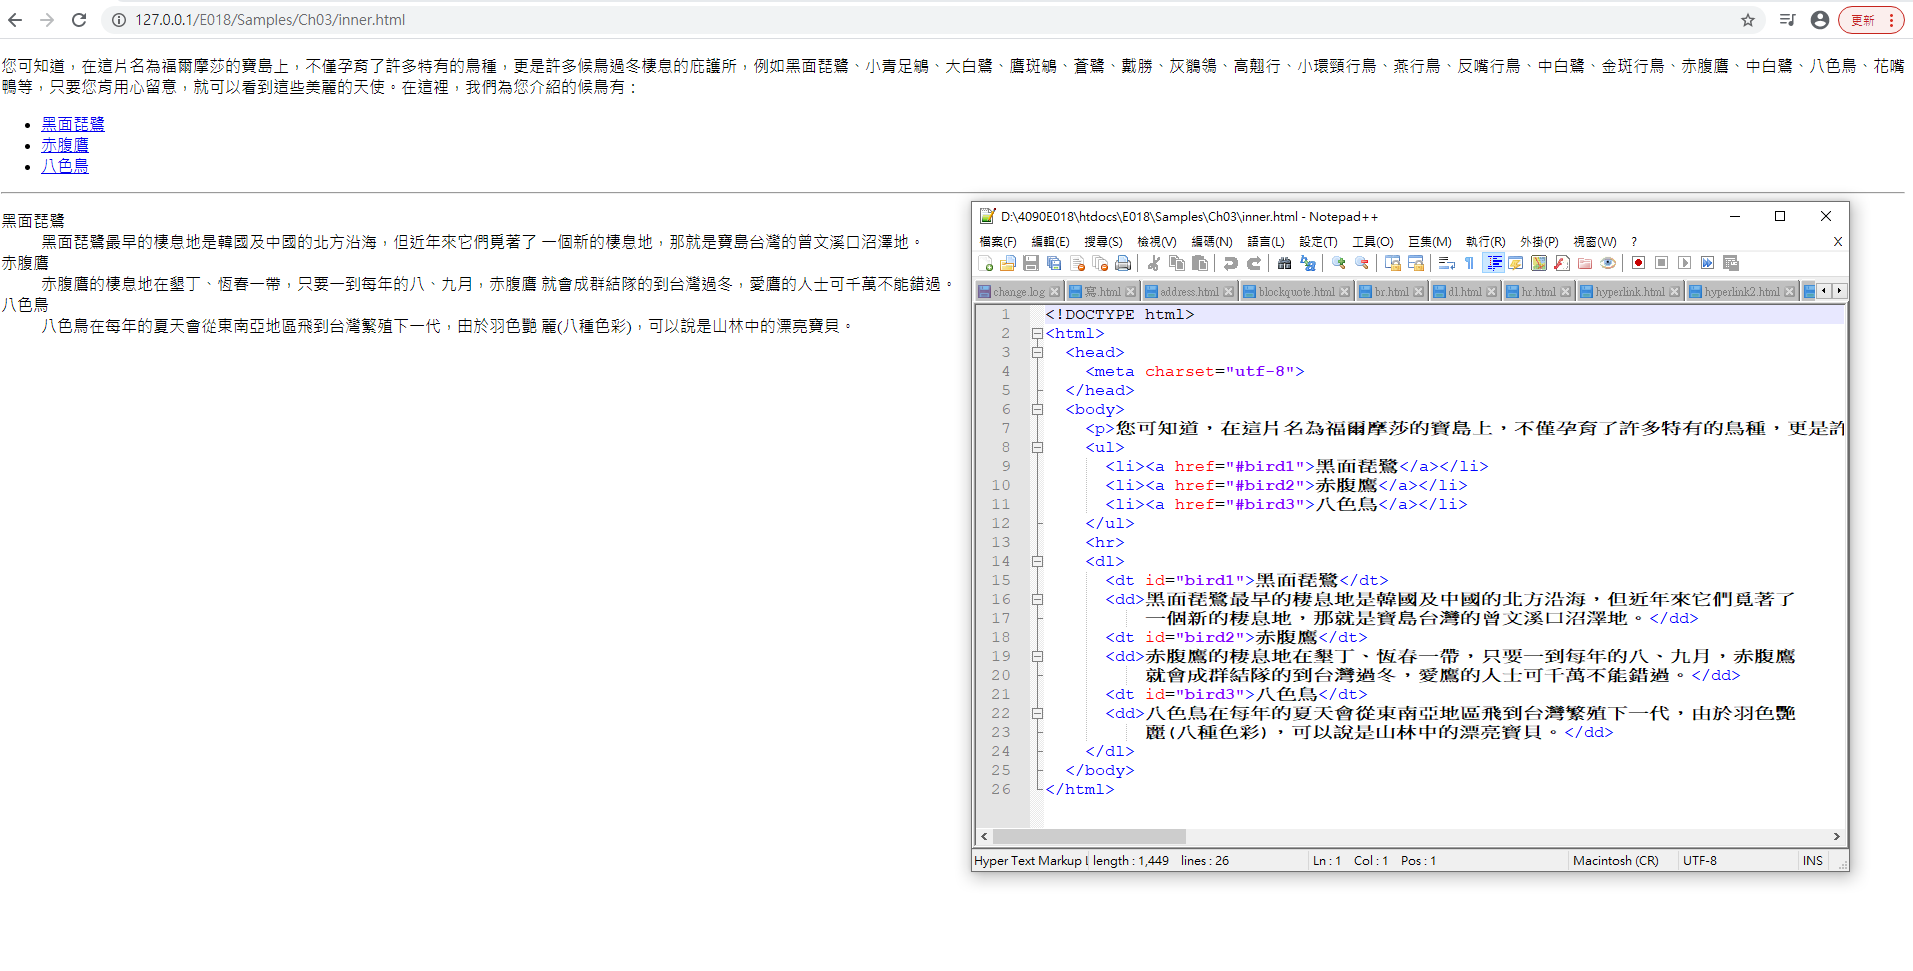 127.0.0.1/E018/Samples/Ch03/inner.html
更新
您可知道，在這片名為福爾摩莎的寶島上，不僅孕育了許多特有的鳥種，更是許多候鳥過冬棲息的庇護所，例如黑面琵鷺、小青足鷸、大白鷺、鷹斑鷸、蒼鷺、戴勝、灰鶺鴒、高翹行、小環頸行鳥、燕行鳥、反嘴行鳥、中白鷺、金斑行鳥、赤腹鷹、中白鷺、八色鳥、花嘴
鴨等，只要您肯用心留意，就可以看到這些美麗的天使。在這裡，我們為您介紹的候鳥有：
黑面琵鷺
赤腹鷹
八色鳥
黑面琵鷺
黑面琵鷺最早的棲息地是韓國及中國的北方沿海，但近年來它們覓著了 一個新的棲息地，那就是寶島台灣的曾文溪口沼澤地。
赤腹鷹
赤腹鷹的棲息地在墾丁、恆春一帶，只要一到每年的八、九月，赤腹鷹 就會成群結隊的到台灣過冬，愛鷹的人士可千萬不能錯過。
八色鳥
八色鳥在每年的夏天會從東南亞地區飛到台灣繁殖下一代，由於羽色艷 麗(八種色彩)，可以說是山林中的漂亮寶貝。
D:\4090E018\htdocs\E018\Samples\Ch03\inner.html - Notepad++
檔案(F) 編輯(E) 搜尋(S) 檢視(V) 編碼(N) 語言(L) 設定(T) 工具(O) 巨集(M) 執行(R) 外掛(P) 視窗(W) ? X
change.log 寫.html address.html blockquote.html br.html dl.html hr.html hyperlink.html hyperlink2.html
1 <!DOCTYPE html>
2 <html>
3 <head>
4 <meta charset="utf-8">
5 </head>
6 <body>
7 <p>您可知道，在這片名為福爾摩莎的寶島上，不僅孕育了許多特有的鳥種，更是許
8 <ul>
9 <li><a href="#bird1">黑面琵鷺</a></li>
10 <li><a href="#bird2">赤腹鷹</a></li>
11 <li><a href="#bird3">八色鳥</a></li>
12 </ul>
13 <hr>
14 <dl>
15 <dt id="bird1">黑面琵鷺</dt>
16 <dd>黑面琵鷺最早的棲息地是韓國及中國的北方沿海，但近年來它們覓著了
17 一個新的棲息地，那就是寶島台灣的曾文溪口沼澤地。</dd>
18 <dt id="bird2">赤腹鷹</dt>
19 <dd>赤腹鷹的棲息地在墾丁、恆春一帶，只要一到每年的八、九月，赤腹鷹
20 就會成群結隊的到台灣過冬，愛鷹的人士可千萬不能錯過。</dd>
21 <dt id="bird3">八色鳥</dt>
22 <dd>八色鳥在每年的夏天會從東南亞地區飛到台灣繁殖下一代，由於羽色艷
23 麗(八種色彩)，可以說是山林中的漂亮寶貝。</dd>
24 </dl>
25 </body>
26 </html>
Hyper Text Markup L length : 1,449 lines : 26 Ln : 1 Col : 1 Pos : 1 Macintosh (CR) UTF-8 INS